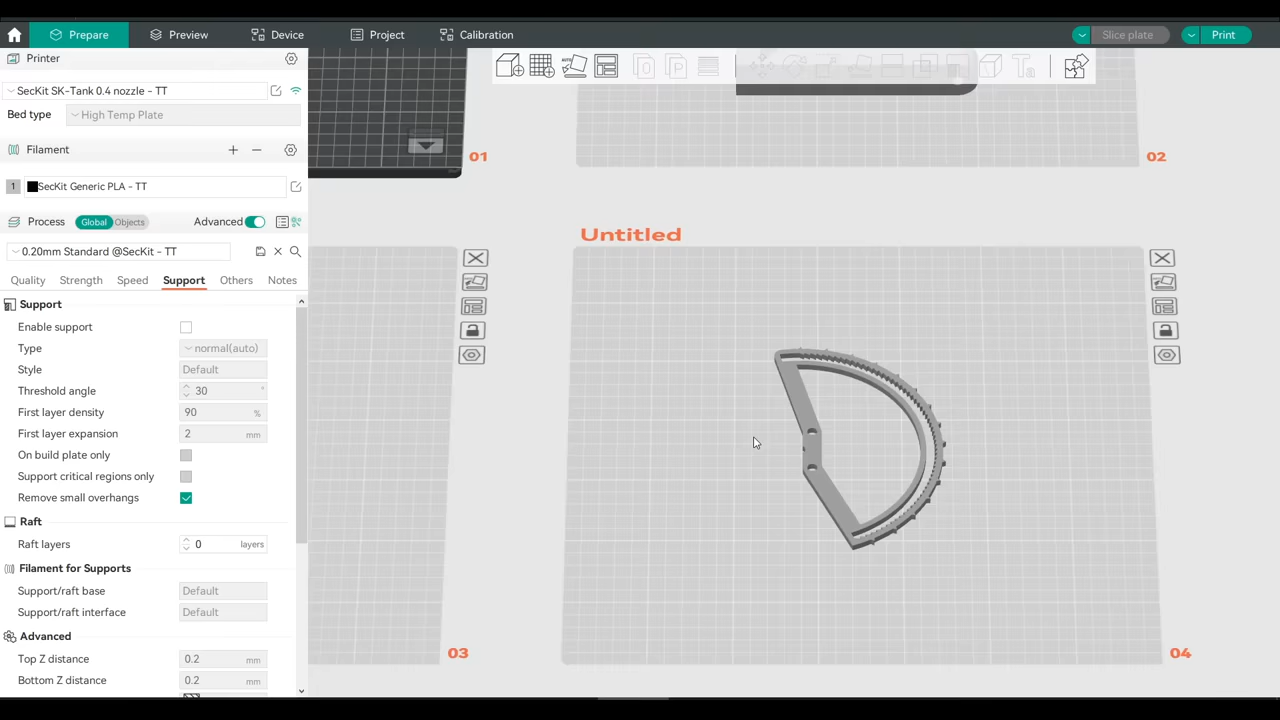 Prepare Preview Device Project Calibration Slice plate Print
Printer
SecKit SK-Tank 0.4 nozzle - TT
Bed type High Temp Plate
Filament
1 SecKit Generic PLA - TT
Process Global Objects Advanced
0.20mm Standard @SecKit - TT
Quality Strength Speed Support Others Notes
Support
Enable support
Type normal(auto)
Style Default
Threshold angle 30 °
First layer density 90 %
First layer expansion 2 mm
On build plate only
Support critical regions only
Remove small overhangs
Raft
Raft layers 0 layers
Filament for Supports
Support/raft base Default
Support/raft interface Default
Advanced
Top Z distance 0.2 mm
Bottom Z distance 0.2 mm
AUTO
01
02
Untitled
03
04